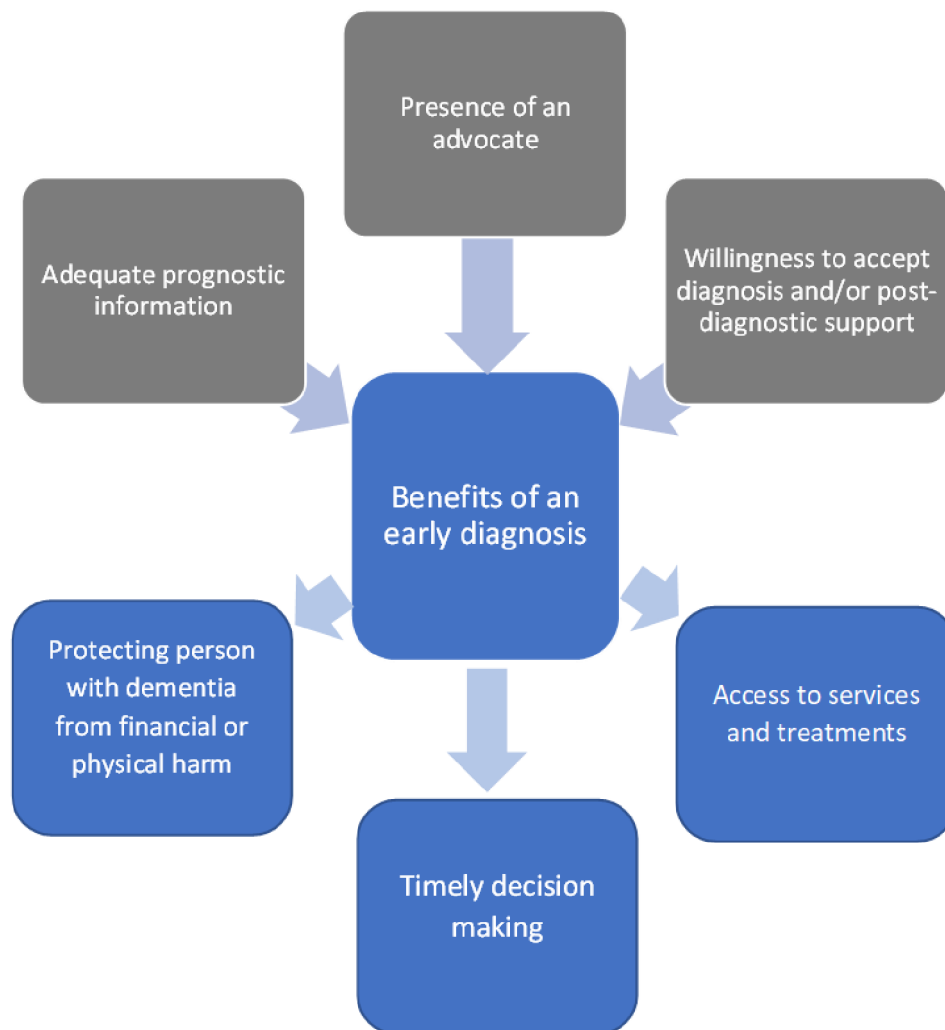 Presence of an
advocate
Adequate prognostic
information
Willingness to accept
diagnosis and/or post-
diagnostic support
Benefits of an
early diagnosis
Protecting person
with dementia
from financial or
physical harm
Access to services
and treatments
Timely decision
making